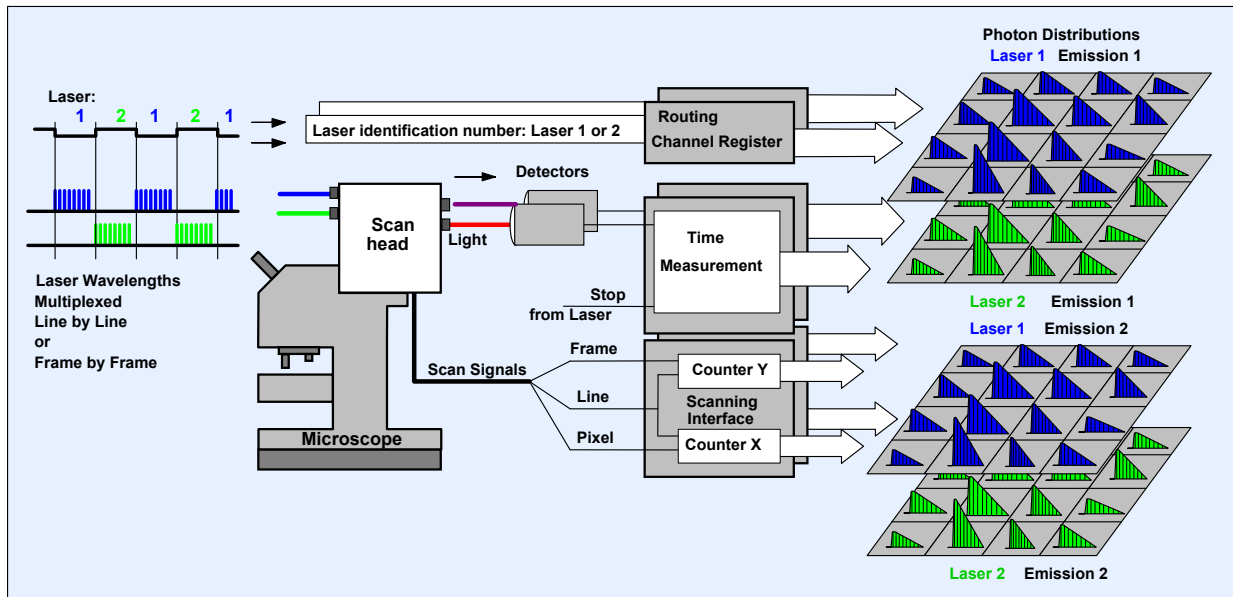 Laser:
1 2 1 2 1
Laser Wavelengths
Multiplexed
Line by Line
or
Frame by Frame
Laser identification number: Laser 1 or 2
Routing
Channel Register
Detectors
Scan
head
Light
Time
Measurement
Stop
from Laser
Microscope
Scan Signals
Frame
Line
Pixel
Counter Y
Scanning
Interface
Counter X
Photon Distributions
Laser 1 Emission 1
Laser 2 Emission 1
Laser 1 Emission 2
Laser 2 Emission 2